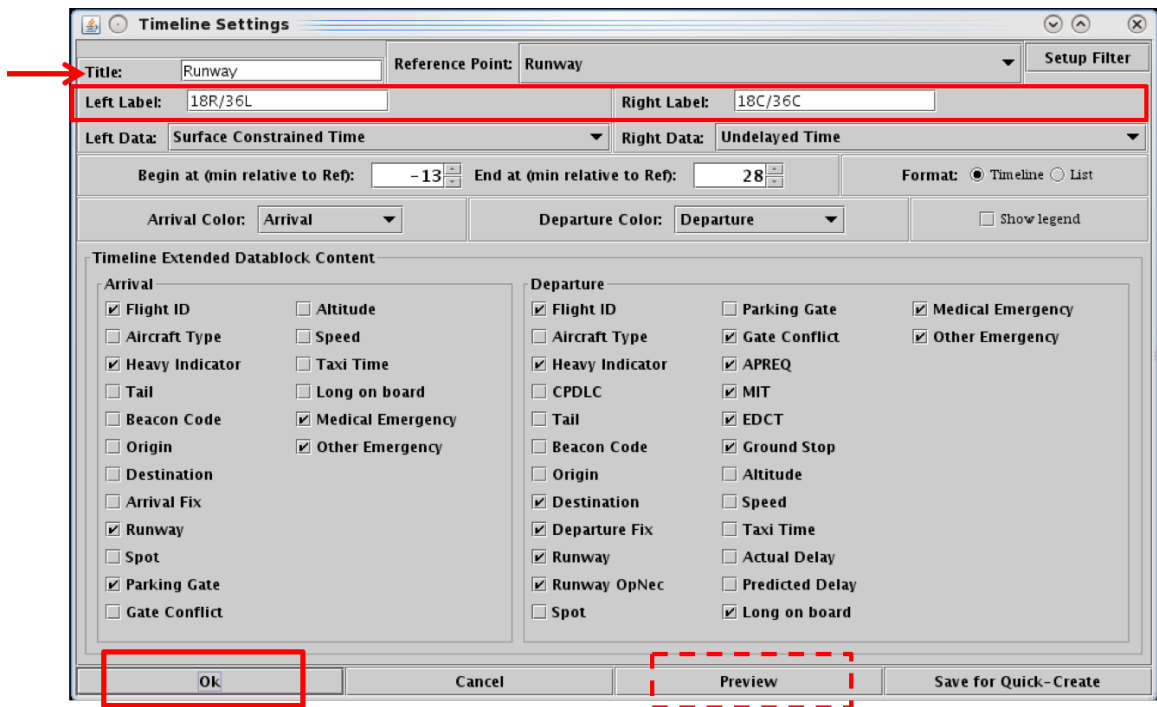 Timeline Settings
Title: Runway Reference Point: Runway Setup Filter
Left Label: 18R/36L Right Label: 18C/36C
Left Data: Surface Constrained Time Right Data: Undelayed Time
Begin at (min relative to Ref): -13 End at (min relative to Ref): 28 Format: Timeline List
Arrival Color: Arrival Departure Color: Departure Show legend
Timeline Extended Datablock Content
Arrival
Flight ID Altitude
Aircraft Type Speed
Heavy Indicator Taxi Time
Tail Long on board
Beacon Code Medical Emergency
Origin Other Emergency
Destination
Arrival Fix
Runway
Spot
Parking Gate
Gate Conflict
Departure
Flight ID Parking Gate Medical Emergency
Aircraft Type Gate Conflict Other Emergency
Heavy Indicator APREQ
CPDLC MIT
Tail EDCT
Beacon Code Ground Stop
Origin Altitude
Destination Speed
Departure Fix Taxi Time
Runway Actual Delay
Runway OpNec Predicted Delay
Spot Long on board
Ok Cancel Preview Save for Quick-Create